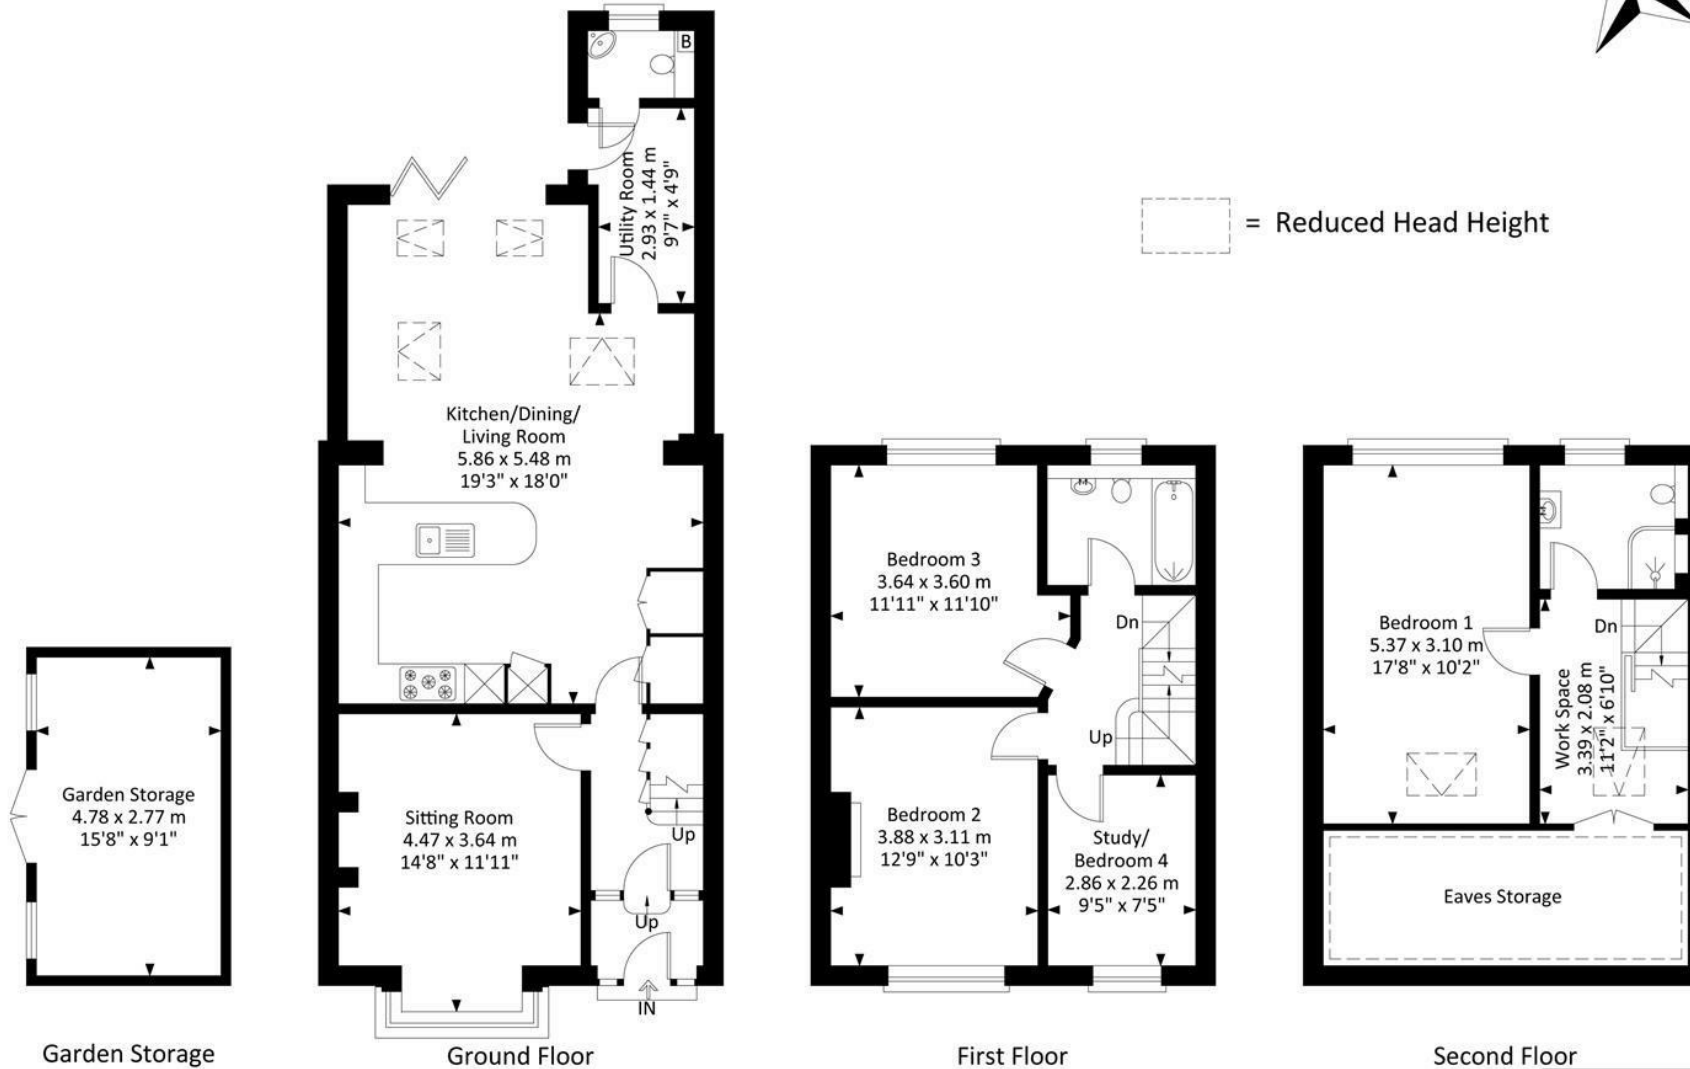 B
Utility Room
2.93 x 1.44 m
9'7" x 4'9"
= Reduced Head Height
Kitchen/Dining/
Living Room
5.86 x 5.48 m
19'3" x 18'0"
Garden Storage
4.78 x 2.77 m
15'8" x 9'1"
Sitting Room
4.47 x 3.64 m
14'8" x 11'11"
Up
Up
IN
Bedroom 3
3.64 x 3.60 m
11'11" x 11'10"
Dn
Up
Bedroom 2
3.88 x 3.11 m
12'9" x 10'3"
Study/
Bedroom 4
2.86 x 2.26 m
9'5" x 7'5"
Bedroom 1
5.37 x 3.10 m
17'8" x 10'2"
Dn
Work Space
3.39 x 2.08 m
11'2" x 6'10"
Eaves Storage
Garden Storage
Ground Floor
First Floor
Second Floor